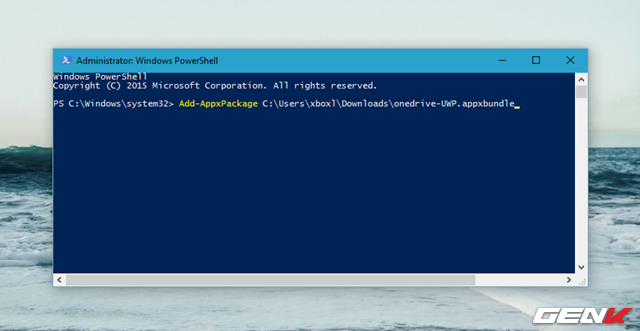 Administrator: Windows PowerShell
Windows PowerShell
Copyright (C) 2015 Microsoft Corporation. All rights reserved.
PS C:\Windows\system32> Add-AppxPackage C:\Users\xboxl\Downloads\onedrive-UWP.appxbundle_
GENK